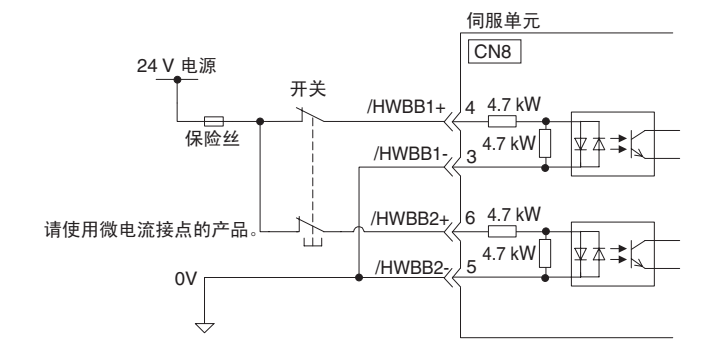 伺服单元
CN8
24 V 电源
开关
保险丝
/HWBB1+ 4 4.7 kW
4.7 kW
/HWBB1- 3
请使用微电流接点的产品。
/HWBB2+ 6 4.7 kW
4.7 kW
/HWBB2- 5
0V